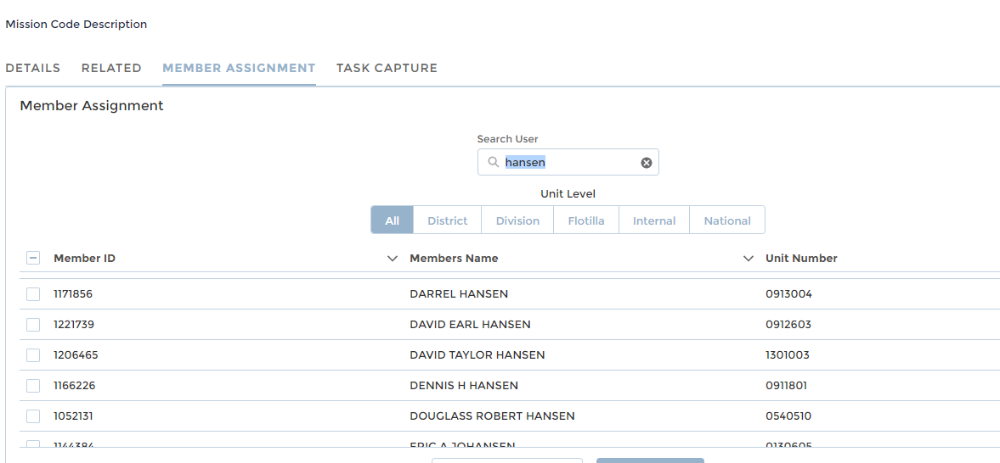 Mission Code Description
DETAILS RELATED MEMBER ASSIGNMENT TASK CAPTURE
Member Assignment
Search User
hansen
Unit Level
All District Division Flotilla Internal National
Member ID Members Name Unit Number
1171856 DARREL HANSEN 0913004
1221739 DAVID EARL HANSEN 0912603
1206465 DAVID TAYLOR HANSEN 1301003
1166226 DENNIS H HANSEN 0911801
1052131 DOUGLASS ROBERT HANSEN 0540510
1144384 ERIC A JOHANSEN 0130605